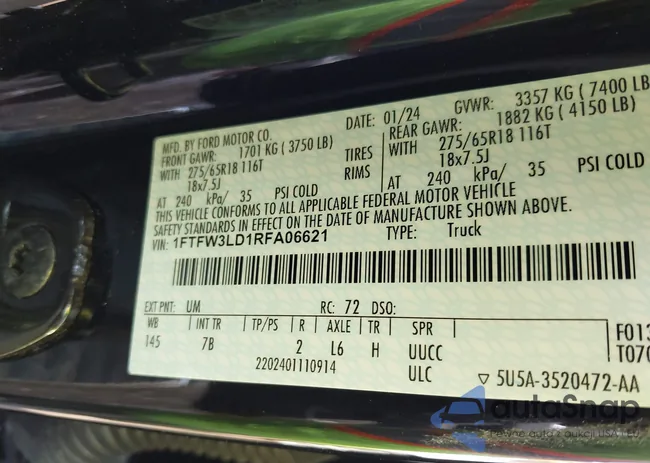 MFD. BY FORD MOTOR CO. DATE: 01/24 GVWR: 3357 KG ( 7400 LB
FRONT GAWR: 1701 KG ( 3750 LB) REAR GAWR: 1882 KG ( 4150 LB)
WITH 275/65R18 116T TIRES WITH 275/65R18 116T
18x7.5J RIMS 18x7.5J
AT 240 kPa/ 35 PSI COLD AT 240 kPa/ 35 PSI COLD
THIS VEHICLE CONFORMS TO ALL APPLICABLE FEDERAL MOTOR VEHICLE
SAFETY STANDARDS IN EFFECT ON THE DATE OF MANUFACTURE SHOWN ABOVE.
VIN: 1FTFW3LD1RFA06621 TYPE: Truck
EXT PNT: UM RC: 72 DSO:
WB INT TR TP/PS R AXLE TR SPR
145 7B 2 L6 H UUCC
2202401110914 ULC
F013
T070
5U5A-3520472-AA
autoSnap